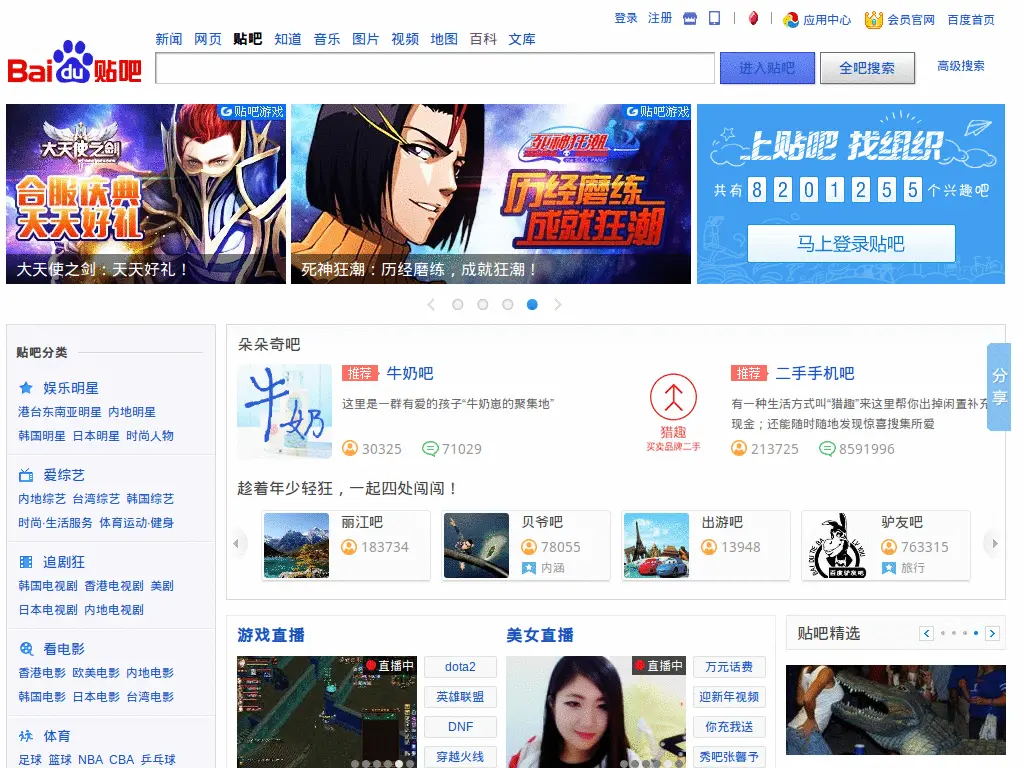 登录 注册 应用中心 会员官网 百度首页
新闻 网页 贴吧 知道 音乐 图片 视频 地图 百科 文库
Bai du 贴吧
进入贴吧 全吧搜索 高级搜索
贴吧游戏
大天使之剑
合服庆典
天天好礼
大天使之剑：天天好礼！
贴吧游戏
死神狂潮
历经磨练
成就狂潮
死神狂潮：历经磨练，成就狂潮！
上贴吧 找组织
共有 8 2 0 1 2 5 5 个兴趣吧
马上登录贴吧
贴吧分类
娱乐明星
港台东南亚明星 内地明星
韩国明星 日本明星 时尚人物
爱综艺
内地综艺 台湾综艺 韩国综艺
时尚·生活服务 体育运动·健身
追剧狂
韩国电视剧 香港电视剧 美剧
日本电视剧 内地电视剧
看电影
香港电影 欧美电影 内地电影
韩国电影 日本电影 台湾电影
体育
足球 篮球 NBA CBA 乒乓球
朵朵奇吧
牛奶
推荐 牛奶吧
这里是一群有爱的孩子“牛奶崽的聚集地”
30325 71029
猎趣
买卖品牌二手
推荐 二手手机吧
有一种生活方式叫“猎趣”来这里帮你出掉闲置补充
现金；还能随时随地发现惊喜搜集所爱
213725 8591996
分享
趁着年少轻狂，一起四处闯闯！
丽江吧
183734
贝爷吧
78055
内涵
出游吧
13948
驴友吧
763315
旅行
百度驴友吧
游戏直播
直播中
dota2
英雄联盟
DNF
穿越火线
美女直播
直播中
万元话费
迎新年视频
你充我送
秀吧张馨予
贴吧精选